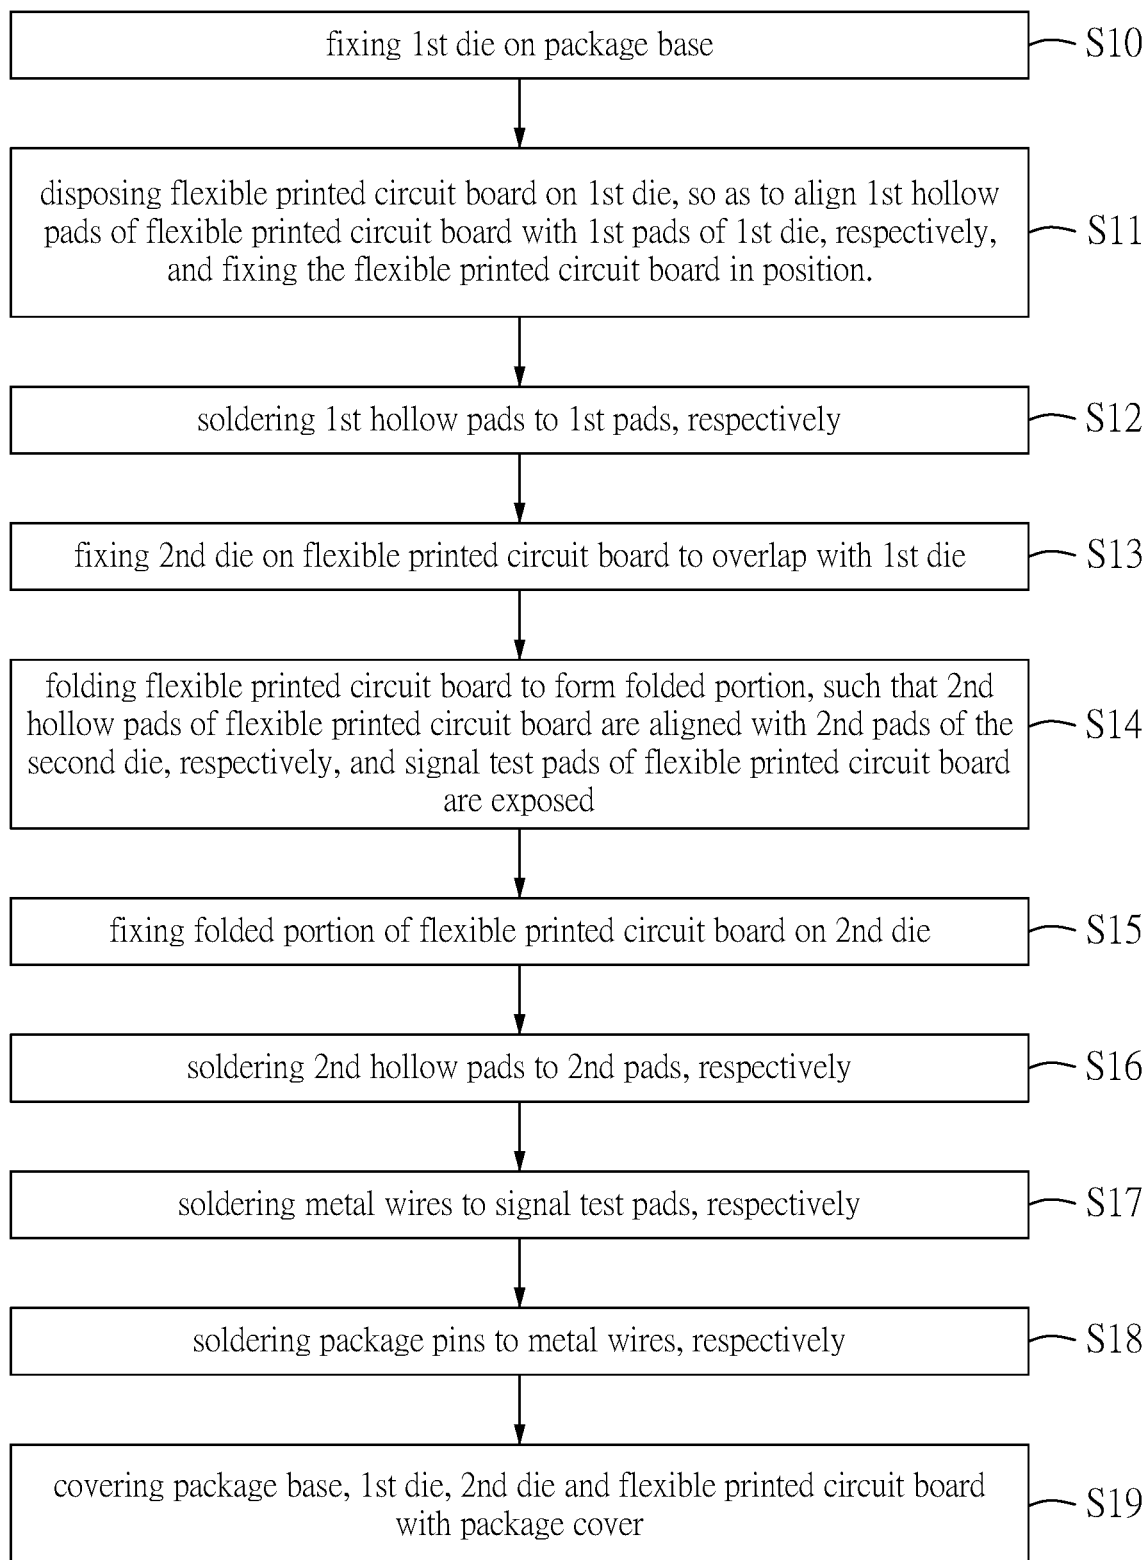 fixing 1st die on package base
S10
disposing flexible printed circuit board on 1st die, so as to align 1st hollow
pads of flexible printed circuit board with 1st pads of 1st die, respectively,
and fixing the flexible printed circuit board in position.
S11
soldering 1st hollow pads to 1st pads, respectively
S12
fixing 2nd die on flexible printed circuit board to overlap with 1st die
S13
folding flexible printed circuit board to form folded portion, such that 2nd
hollow pads of flexible printed circuit board are aligned with 2nd pads of the
second die, respectively, and signal test pads of flexible printed circuit board
are exposed
S14
fixing folded portion of flexible printed circuit board on 2nd die
S15
soldering 2nd hollow pads to 2nd pads, respectively
S16
soldering metal wires to signal test pads, respectively
S17
soldering package pins to metal wires, respectively
S18
covering package base, 1st die, 2nd die and flexible printed circuit board
with package cover
S19